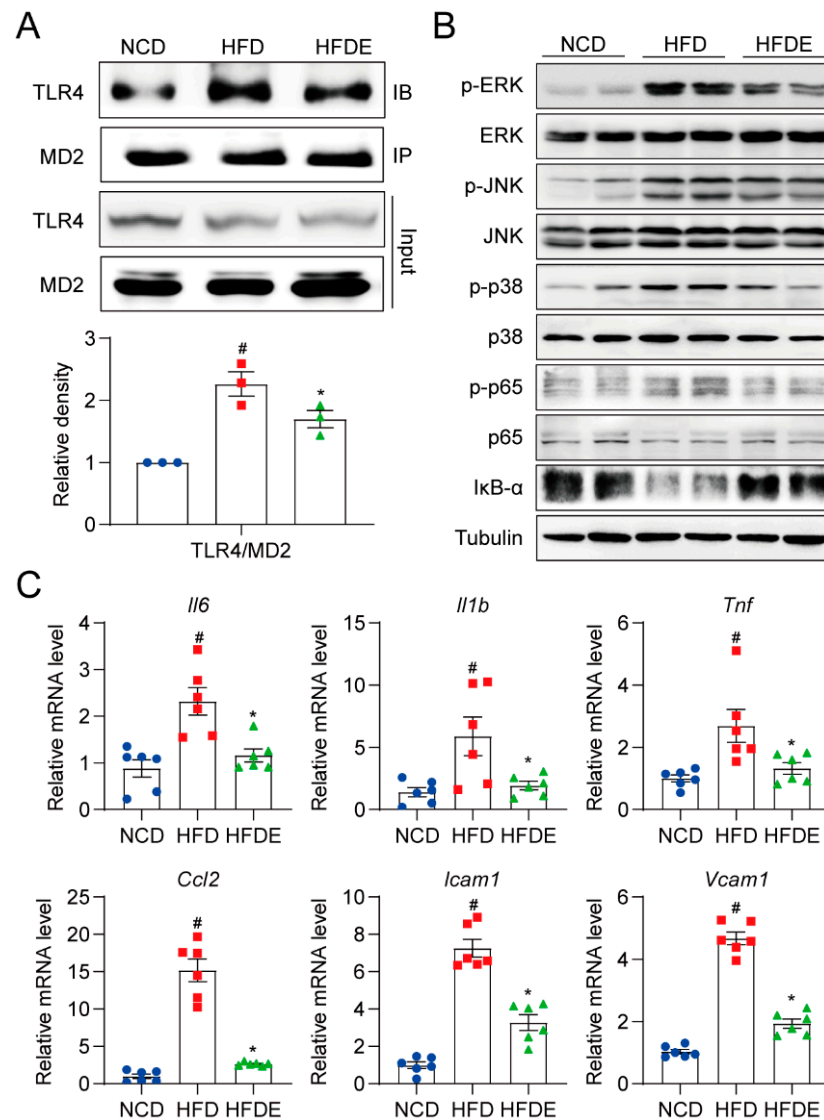 A
NCD HFD HFDE
TLR4 IB
MD2 IP
TLR4
MD2
Input
Relative density
3
2
1
0
#
*
TLR4/MD2
B
NCD HFD HFDE
p-ERK
ERK
p-JNK
JNK
p-p38
p38
p-p65
p65
IκB-α
Tubulin
C
Il6
Relative mRNA level
4
3
2
1
0
#
*
NCD HFD HFDE
Il1b
Relative mRNA level
15
10
5
0
#
*
NCD HFD HFDE
Tnf
Relative mRNA level
6
4
2
0
#
*
NCD HFD HFDE
Ccl2
Relative mRNA level
25
20
15
10
5
0
#
*
NCD HFD HFDE
Icam1
Relative mRNA level
10
5
0
#
*
NCD HFD HFDE
Vcam1
Relative mRNA level
6
4
2
0
#
*
NCD HFD HFDE